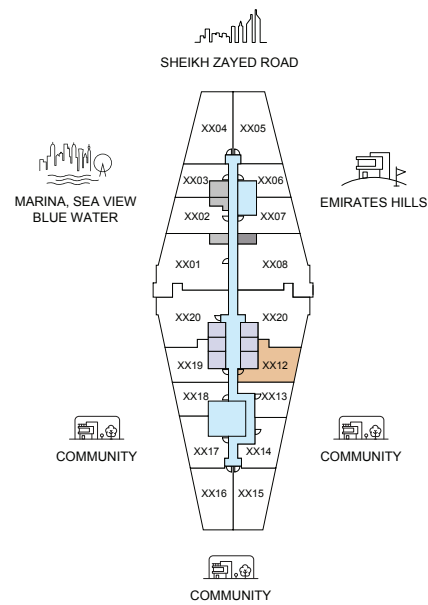 SHEIKH ZAYED ROAD
XX04 XX05
XX03 XX06
MARINA, SEA VIEW
BLUE WATER
EMIRATES HILLS
XX02 XX07
XX01 XX08
XX20 XX20
XX19 XX12
XX18 XX13
COMMUNITY
COMMUNITY
XX17 XX14
XX16 XX15
COMMUNITY